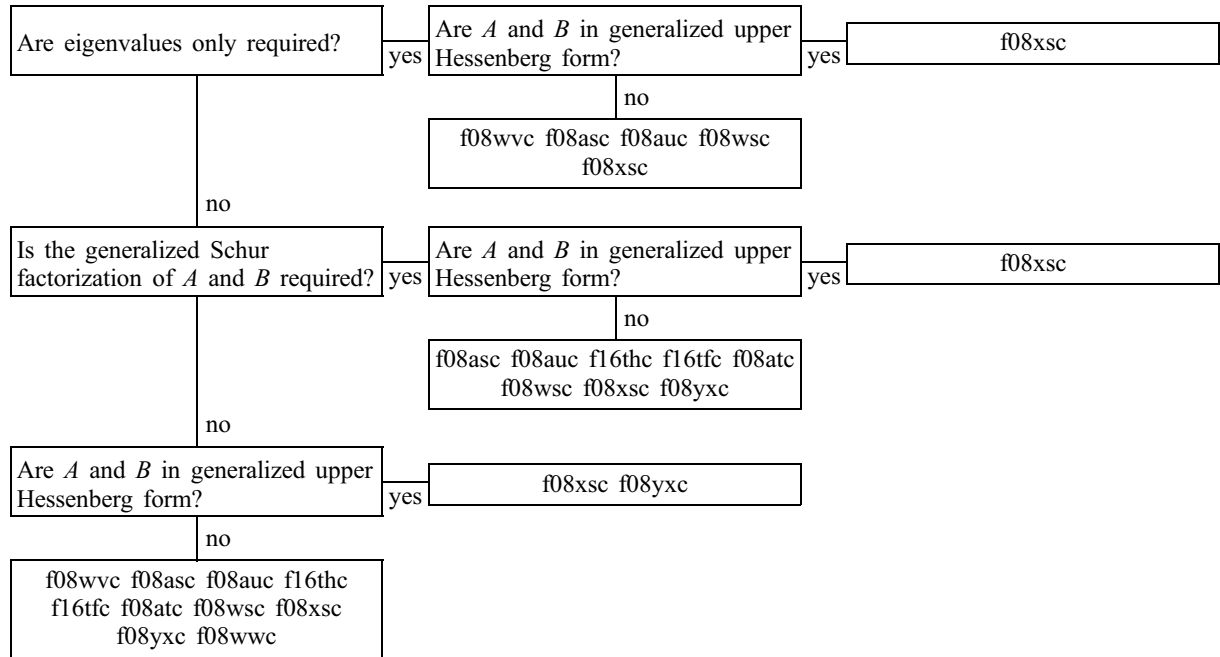 Are eigenvalues only required?
yes
Are A and B in generalized upper
Hessenberg form?
yes
f08xsc
no
f08wvc f08asc f08auc f08wsc
f08xsc
no
Is the generalized Schur
factorization of A and B required?
yes
Are A and B in generalized upper
Hessenberg form?
yes
f08xsc
no
f08asc f08auc f16thc f16tfc f08atc
f08wsc f08xsc f08yxc
no
Are A and B in generalized upper
Hessenberg form?
yes
f08xsc f08yxc
no
f08wvc f08asc f08auc f16thc
f16tfc f08atc f08wsc f08xsc
f08yxc f08wwc